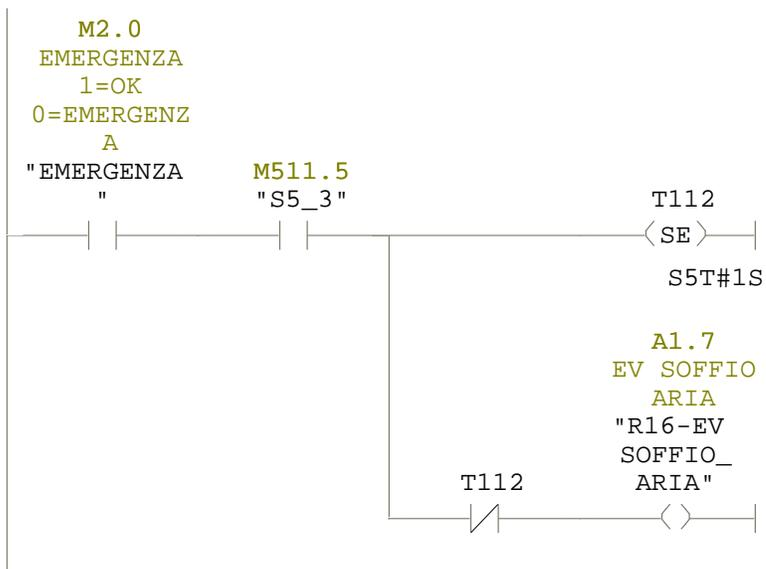 M2.0
EMERGENZA
1=OK
0=EMERGENZ
A
"EMERGENZA
"
M511.5
"S5_3"
T112
SE
S5T#1S
A1.7
EV SOFFIO
ARIA
"R16-EV
SOFFIO_
ARIA"
T112